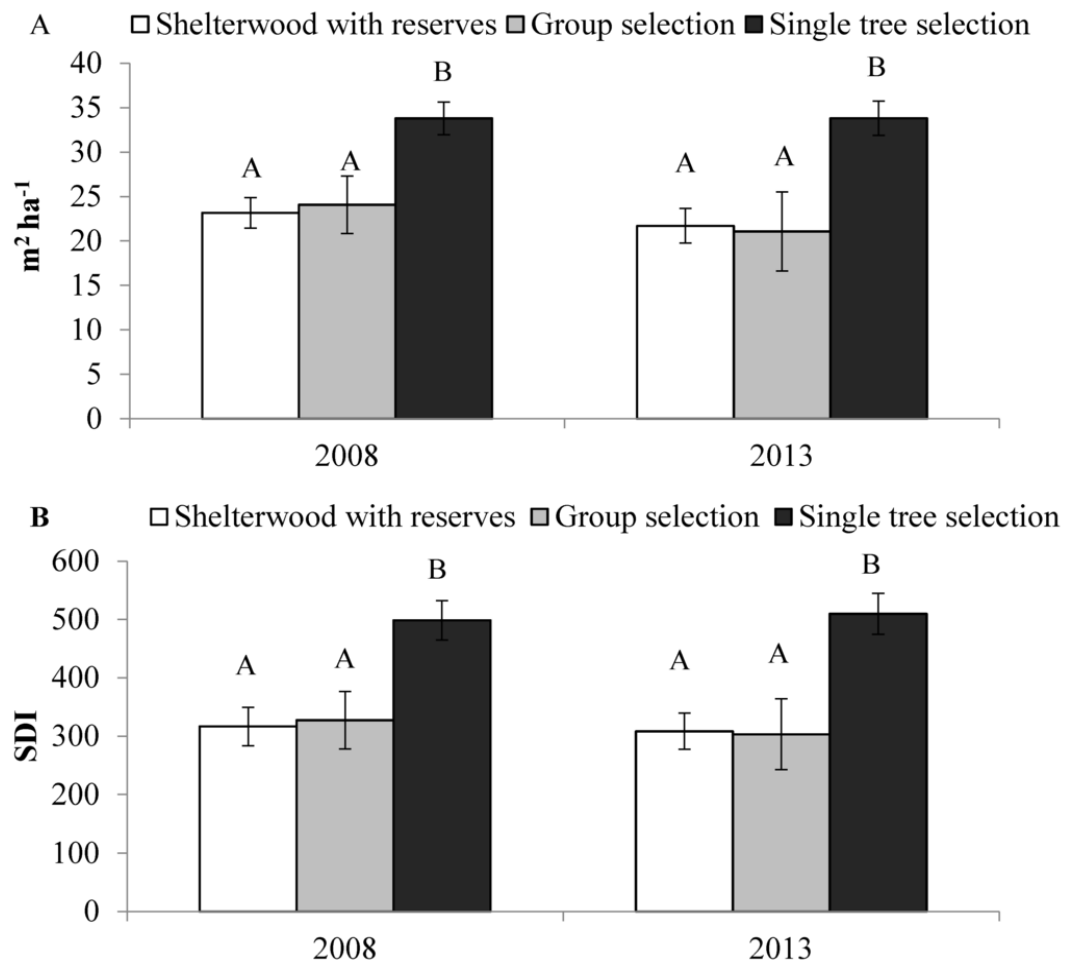 A Shelterwood with reserves Group selection Single tree selection
40
35
30
25
20
15
10
5
0
m² ha⁻¹
A A B
A A B
2008 2013
B Shelterwood with reserves Group selection Single tree selection
600
500
400
300
200
100
0
SDI
A A B
A A B
2008 2013